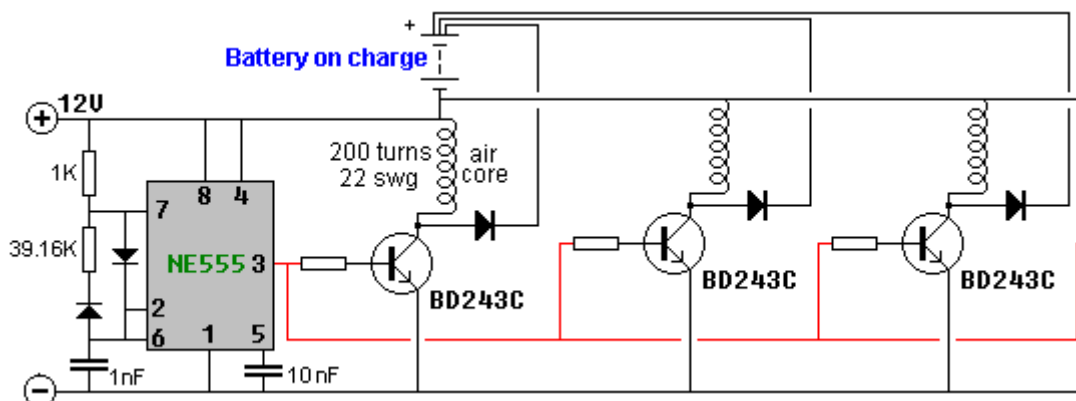 +
Battery on charge
+ 12V
200 turns
22 swg
air
core
1K
8 4
7
39.16K
NE555 3
2
6 1 5
BD243C
BD243C
BD243C
1nF
10nF
−